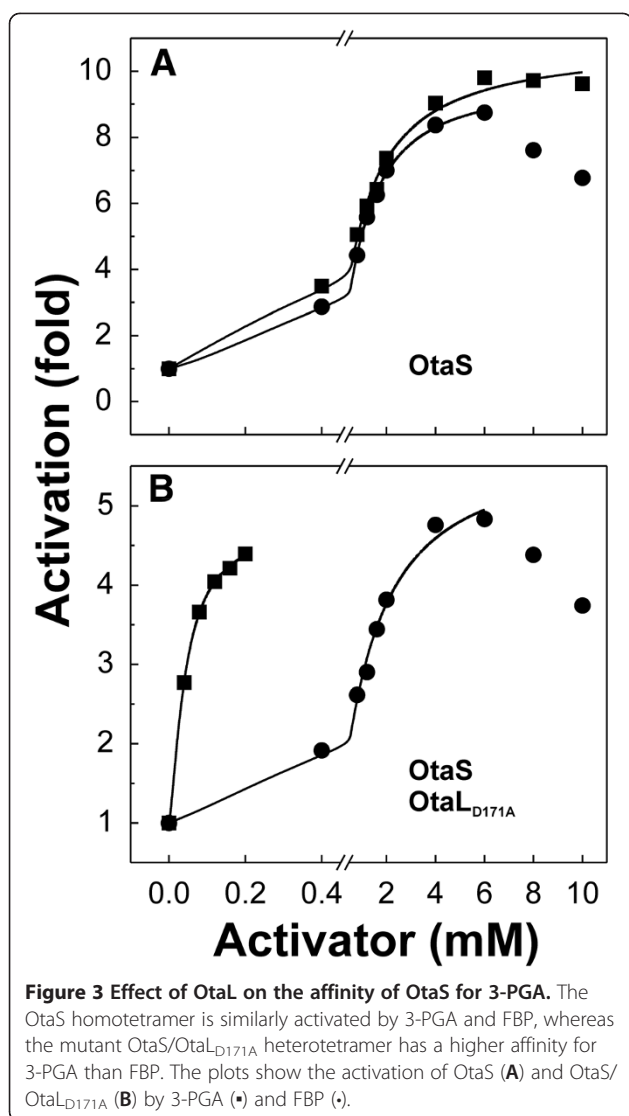 A
10
8
6
4
2
0
OtaS
Activation (fold)
B
5
4
3
2
1
OtaS
OtaL_D171A
0.0 0.2 0.4 2 4 6 8 10
Activator (mM)
Figure 3 Effect of OtaL on the affinity of OtaS for 3-PGA. The
OtaS homotetramer is similarly activated by 3-PGA and FBP, whereas
the mutant OtaS/OtaL_D171A heterotetramer has a higher affinity for
3-PGA than FBP. The plots show the activation of OtaS (A) and OtaS/
OtaL_D171A (B) by 3-PGA (▪) and FBP (•).